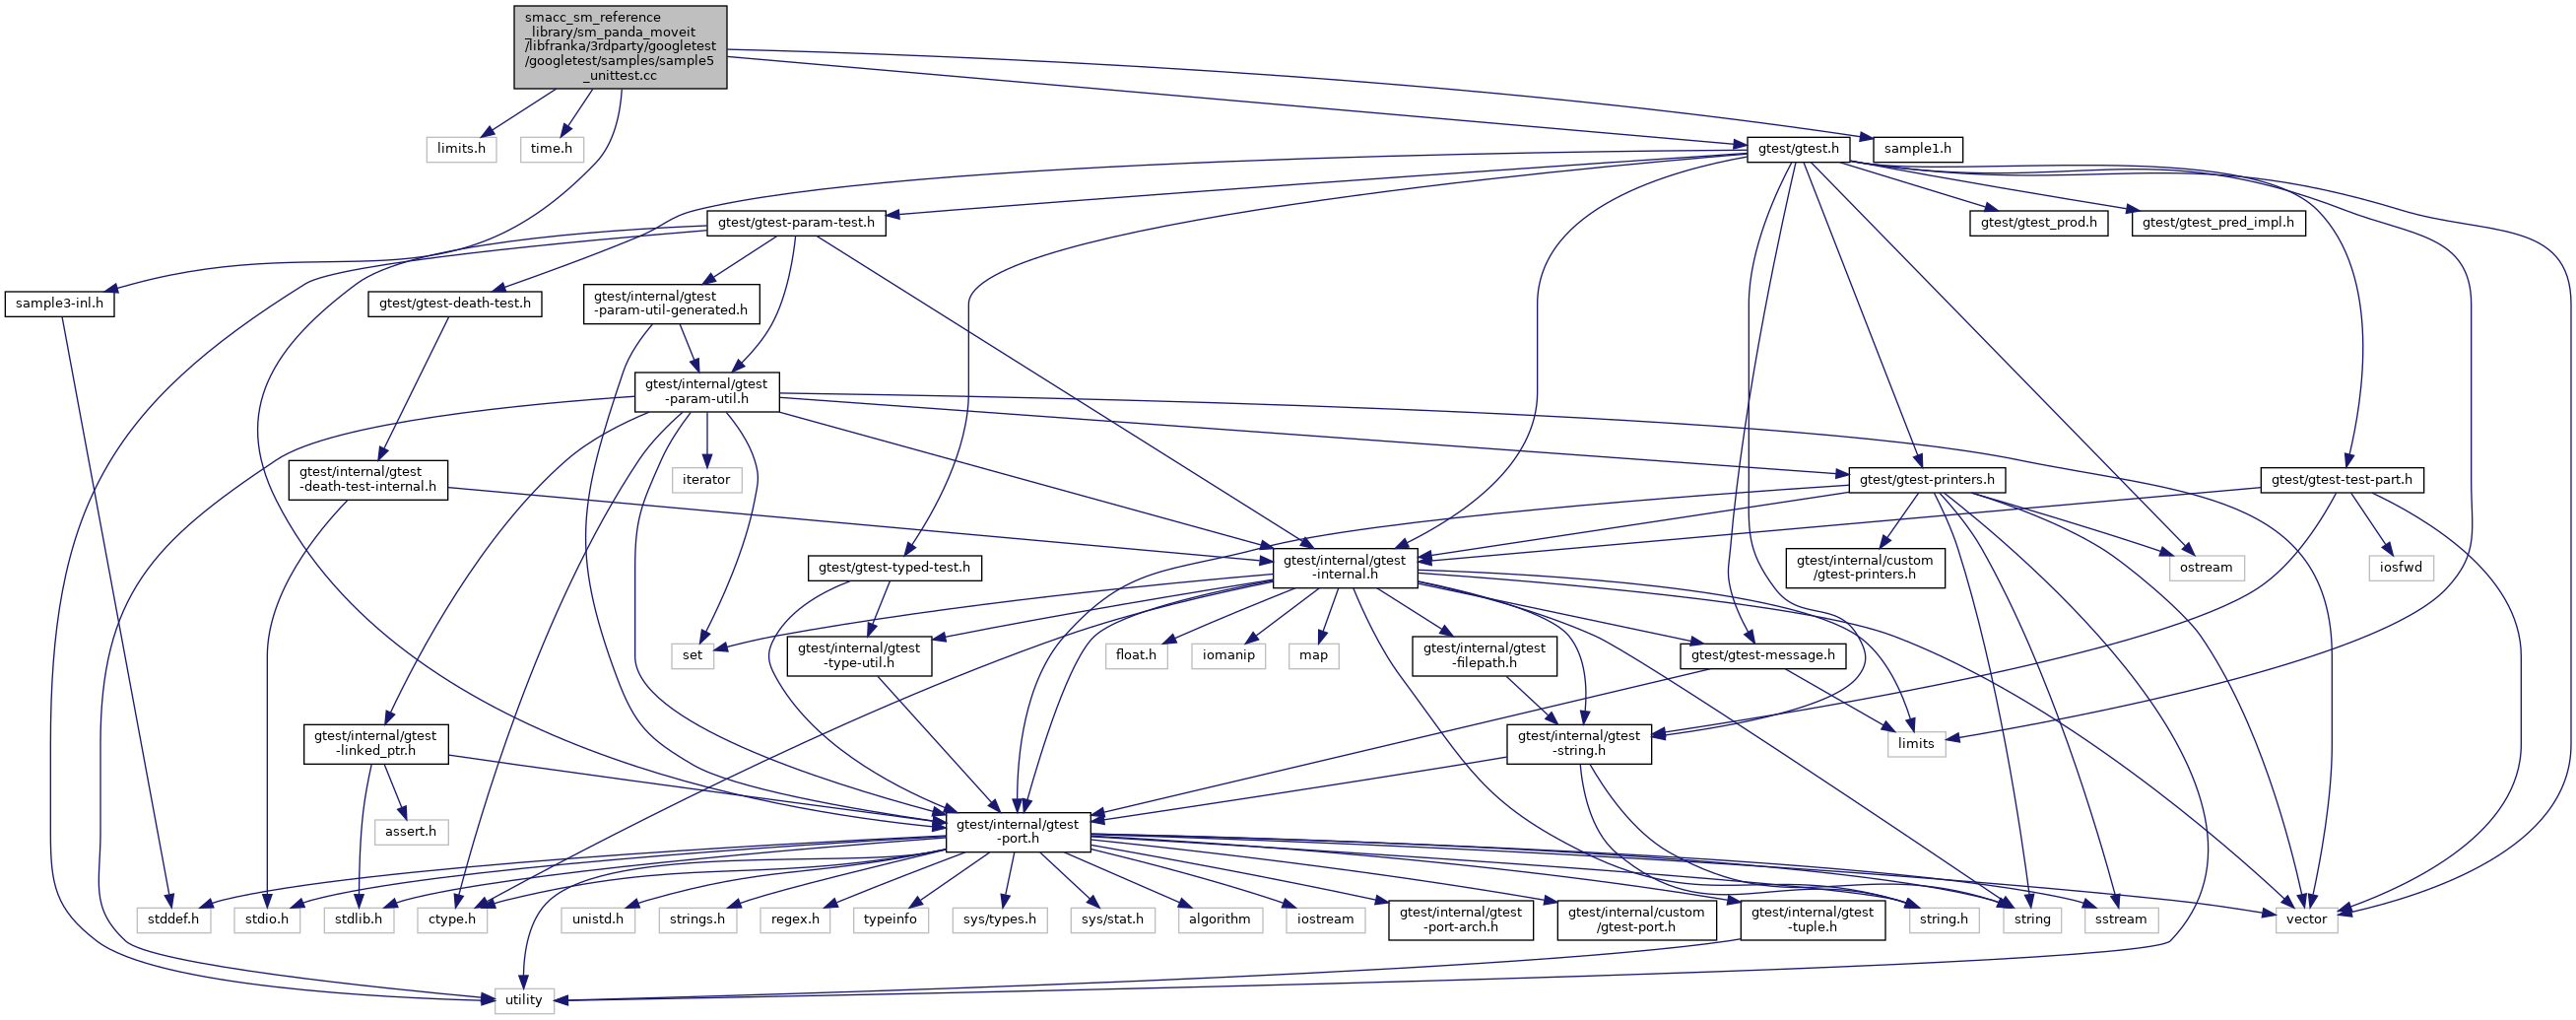 smacc_sm_reference
_library/sm_panda_moveit
/libfranka/3rdparty/googletest
/googletest/samples/sample5
_unittest.cc
limits.h
time.h
gtest/gtest.h
sample1.h
gtest/gtest-param-test.h
gtest/gtest_prod.h
gtest/gtest_pred_impl.h
sample3-inl.h
gtest/gtest-death-test.h
gtest/internal/gtest
-param-util-generated.h
gtest/internal/gtest
-param-util.h
gtest/internal/gtest
-death-test-internal.h
iterator
gtest/gtest-printers.h
gtest/gtest-test-part.h
gtest/gtest-typed-test.h
gtest/internal/gtest
-internal.h
gtest/internal/custom
/gtest-printers.h
ostream
iosfwd
set
gtest/internal/gtest
-type-util.h
float.h
iomanip
map
gtest/internal/gtest
-filepath.h
gtest/gtest-message.h
gtest/internal/gtest
-linked_ptr.h
gtest/internal/gtest
-string.h
limits
assert.h
gtest/internal/gtest
-port.h
stddef.h
stdio.h
stdlib.h
ctype.h
unistd.h
strings.h
regex.h
typeinfo
sys/types.h
sys/stat.h
algorithm
iostream
gtest/internal/gtest
-port-arch.h
gtest/internal/custom
/gtest-port.h
gtest/internal/gtest
-tuple.h
string.h
string
sstream
vector
utility